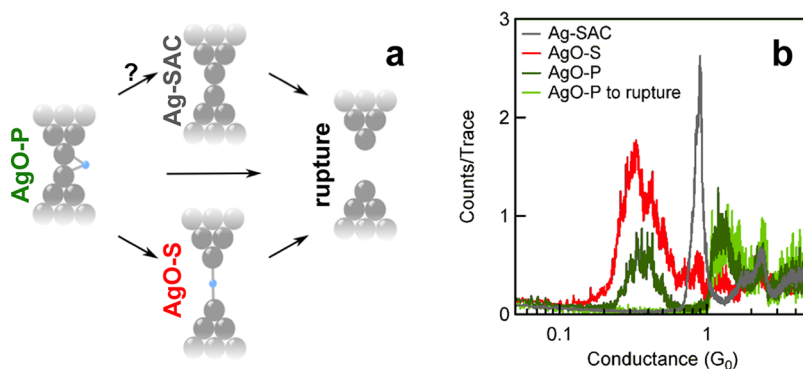 a
?
Ag-SAC
AgO-P
rupture
AgO-S
b
Ag-SAC
AgO-S
AgO-P
AgO-P to rupture
Counts/Trace
3
2
1
0
0.1
1
Conductance (G₀)